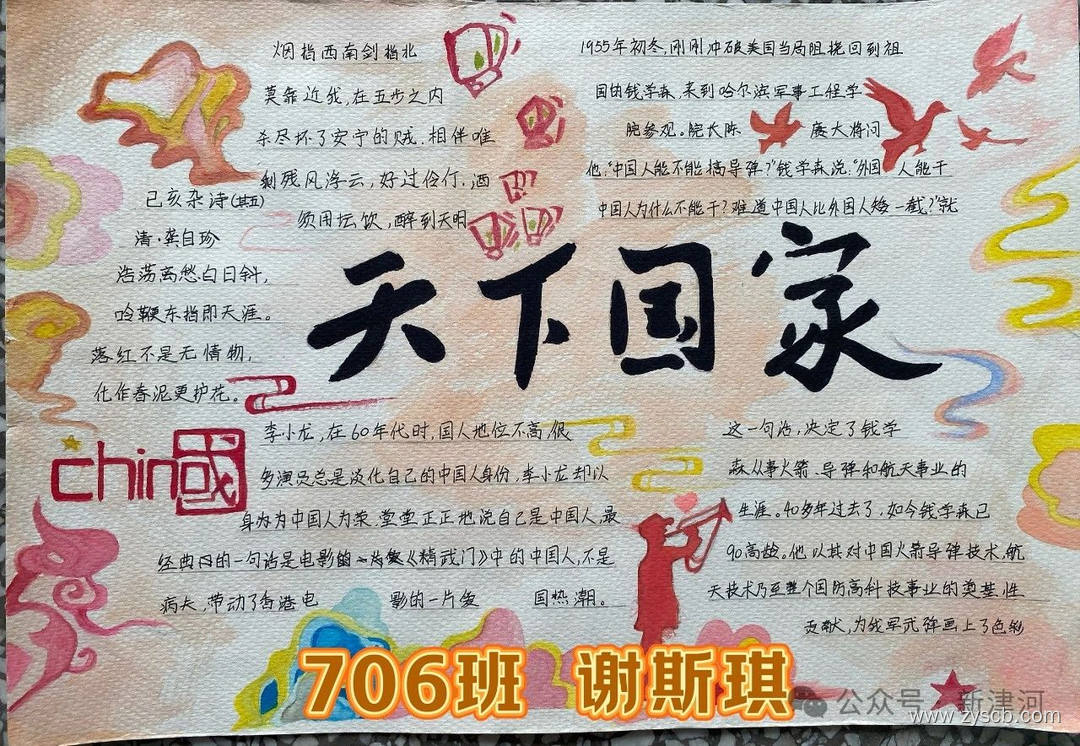 烟指西南剑指北
莫靠近我,在五步之内
杀尽坏了安宁的贼.相伴唯
剩残风浮云,好过伶仃.酒
须用坛饮,醉到天明
1955年初冬,刚刚冲破美国当局阻挠回到祖
国的钱学森,来到哈尔滨军事工程学
院参观。院长陈赓大将问
他:"中国人能不能搞导弹?"钱学森说:"外国人能干
中国人为什么不能干?难道中国人比外国人矮一截?"就
己亥杂诗(其五)
清·龚自珍
浩荡离愁白日斜,
吟鞭东指即天涯。
落红不是无情物,
化作春泥更护花。
天下国家
chin國
李小龙,在60年代时,国人地位不高,很
多演员总是淡化自己的中国人身份,李小龙却以
身为为中国人为荣.堂堂正正地说自己是中国人,最
经典的一句话是电影《精武门》中的中国人,不是
病夫,带动了香港电影的一片爱国热潮。
这一句话,决定了钱学
森从事火箭、导弹和航天事业的
生涯。40多年过去了,如今钱学森已
90高龄。他以其对中国火箭导弹技术、航
天技术乃至整个国防高科技事业的奠基性
贡献,为我军武弹画上了色彩
706班 谢斯琪
公众号 新津河
www.zyscb.com